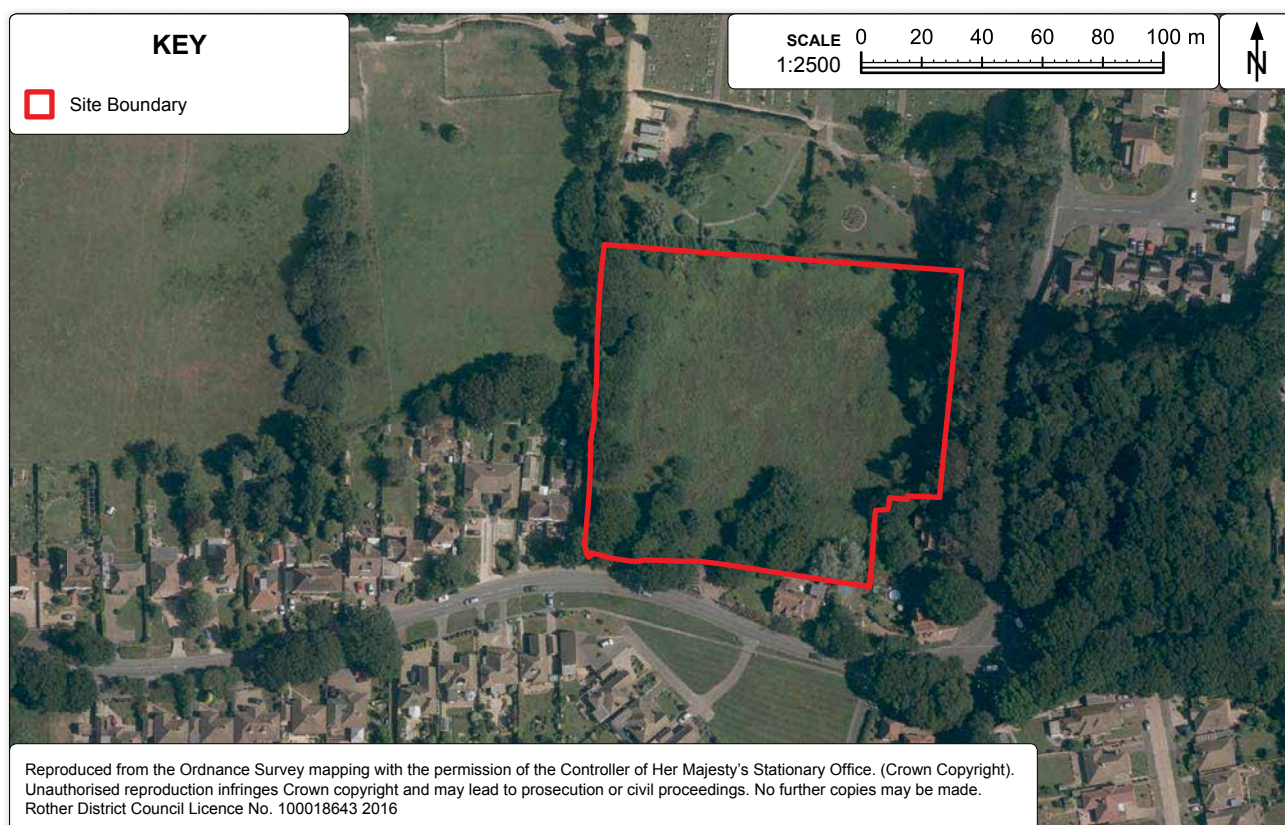 KEY
Site Boundary
SCALE 0 20 40 60 80 100 m
1:2500
N
Reproduced from the Ordnance Survey mapping with the permission of the Controller of Her Majesty's Stationary Office. (Crown Copyright).
Unauthorised reproduction infringes Crown copyright and may lead to prosecution or civil proceedings. No further copies may be made.
Rother District Council Licence No. 100018643 2016